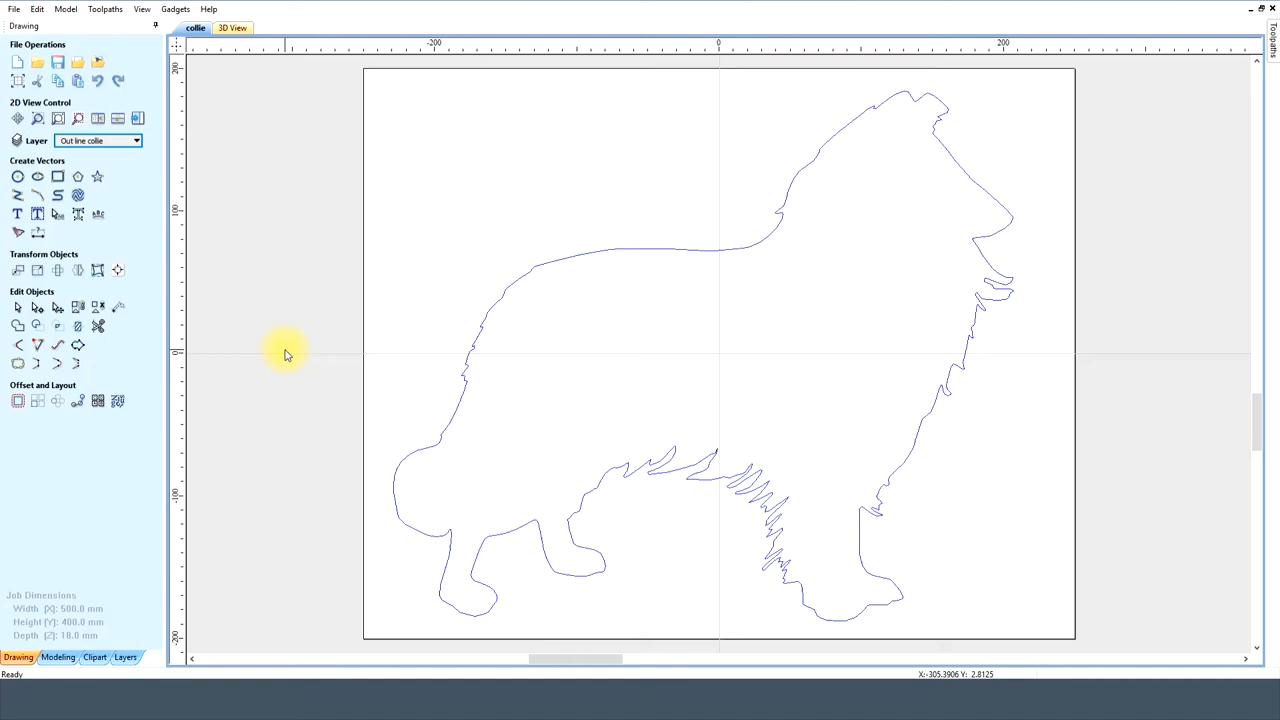 File Edit Model Toolpaths View Gadgets Help
Drawing
collie 3D View
Toolpaths
File Operations
2D View Control
Layer Out line collie
Create Vectors
Transform Objects
Edit Objects
Offset and Layout
-200 0 200
200
100
0
-100
-200
Job Dimensions
Width [X]: 500.0 mm
Height [Y]: 400.0 mm
Depth [Z]: 18.0 mm
Drawing Modeling Clipart Layers
Ready
X:-305.3906 Y: 2.8125